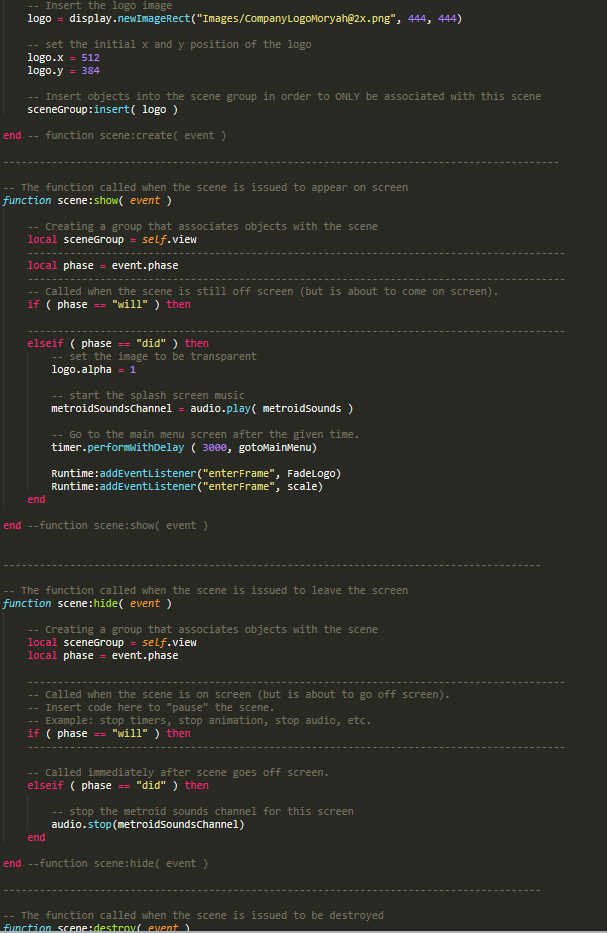 -- Insert the logo image
logo = display.newImageRect("Images/CompanyLogoMoryah@2x.png", 444, 444)
-- set the initial x and y position of the logo
logo.x = 512
logo.y = 384
-- Insert objects into the scene group in order to ONLY be associated with this scene
sceneGroup:insert( logo )
end -- function scene:create( event )
--------------------------------------------------------------------------------------------
-- The function called when the scene is issued to appear on screen
function scene:show( event )
-- Creating a group that associates objects with the scene
local sceneGroup = self.view
-----------------------------------------------------------------------------------------
local phase = event.phase
-----------------------------------------------------------------------------------------
-- Called when the scene is still off screen (but is about to come on screen).
if ( phase == "will" ) then
-----------------------------------------------------------------------------------------
elseif ( phase == "did" ) then
-- set the image to be transparent
logo.alpha = 1
-- start the splash screen music
metroidSoundsChannel = audio.play( metroidSounds )
-- Go to the main menu screen after the given time.
timer.performWithDelay ( 3000, gotoMainMenu)
Runtime:addEventListener("enterFrame", FadeLogo)
Runtime:addEventListener("enterFrame", scale)
end
end --function scene:show( event )
-----------------------------------------------------------------------------------------
-- The function called when the scene is issued to leave the screen
function scene:hide( event )
-- Creating a group that associates objects with the scene
local sceneGroup = self.view
local phase = event.phase
-----------------------------------------------------------------------------------------
-- Called when the scene is on screen (but is about to go off screen).
-- Insert code here to "pause" the scene.
-- Example: stop timers, stop animation, stop audio, etc.
if ( phase == "will" ) then
-----------------------------------------------------------------------------------------
-- Called immediately after scene goes off screen.
elseif ( phase == "did" ) then
-- stop the metroid sounds channel for this screen
audio.stop(metroidSoundsChannel)
end
end --function scene:hide( event )
-----------------------------------------------------------------------------------------
-- The function called when the scene is issued to be destroyed
function scene:destroy( event )